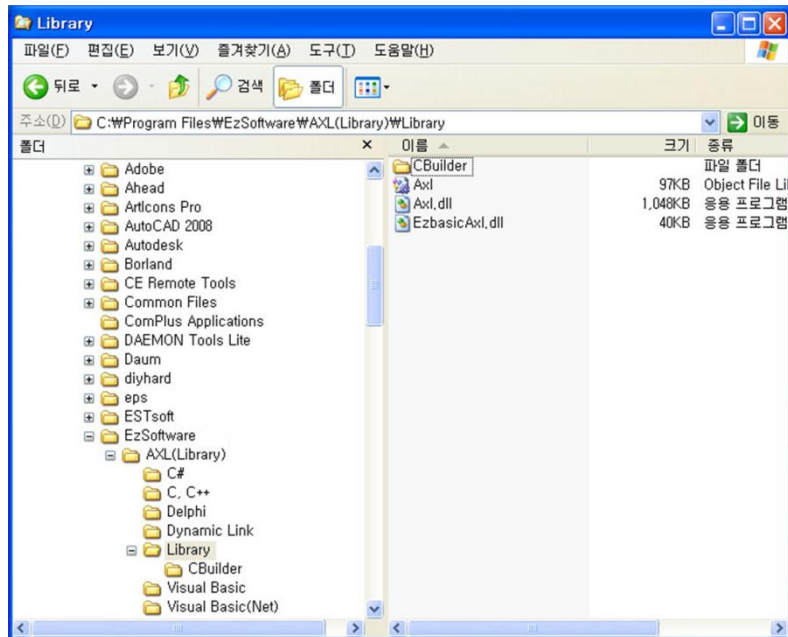 Library
파일(F) 편집(E) 보기(V) 즐겨찾기(A) 도구(T) 도움말(H)
뒤로 검색 폴더
주소(D) C:₩Program Files₩EzSoftware₩AXL(Library)₩Library 이동
폴더 × 이름 크기 종류
Adobe
Ahead
ArtIcons Pro
AutoCAD 2008
Autodesk
Borland
CE Remote Tools
Common Files
ComPlus Applications
DAEMON Tools Lite
Daum
diyhard
eps
ESTsoft
EzSoftware
AXL(Library)
C#
C, C++
Delphi
Dynamic Link
Library
CBuilder
Visual Basic
Visual Basic(Net)
CBuilder 파일 폴더
Axl 97KB Object File Li
Axl.dll 1,048KB 응용 프로그램
EzbasicAxl.dll 40KB 응용 프로그램